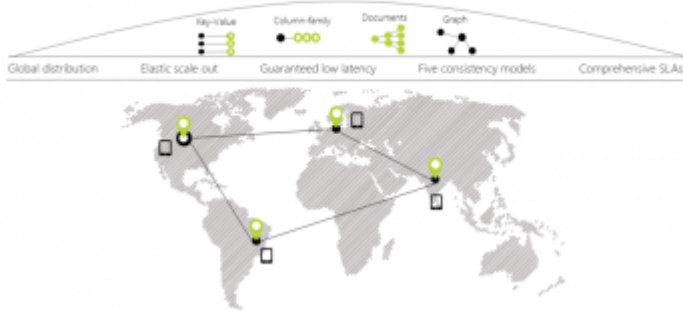 Key-Value
Column-family
Documents
Graph
Global distribution
Elastic scale out
Guaranteed low latency
Five consistency models
Comprehensive SLAs